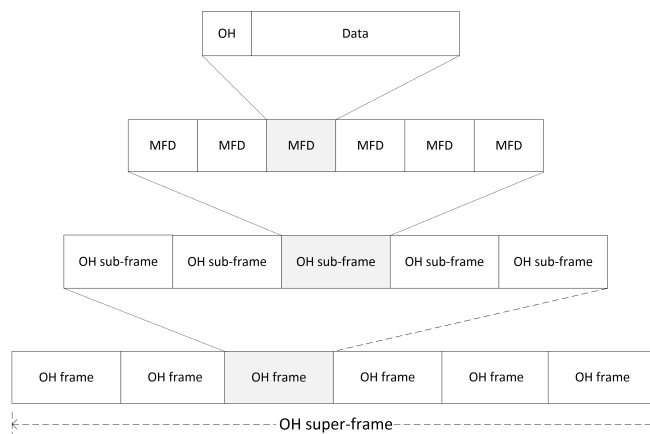 OH Data
MFD MFD MFD MFD MFD MFD
OH sub-frame OH sub-frame OH sub-frame OH sub-frame OH sub-frame
OH frame OH frame OH frame OH frame OH frame OH frame
OH super-frame